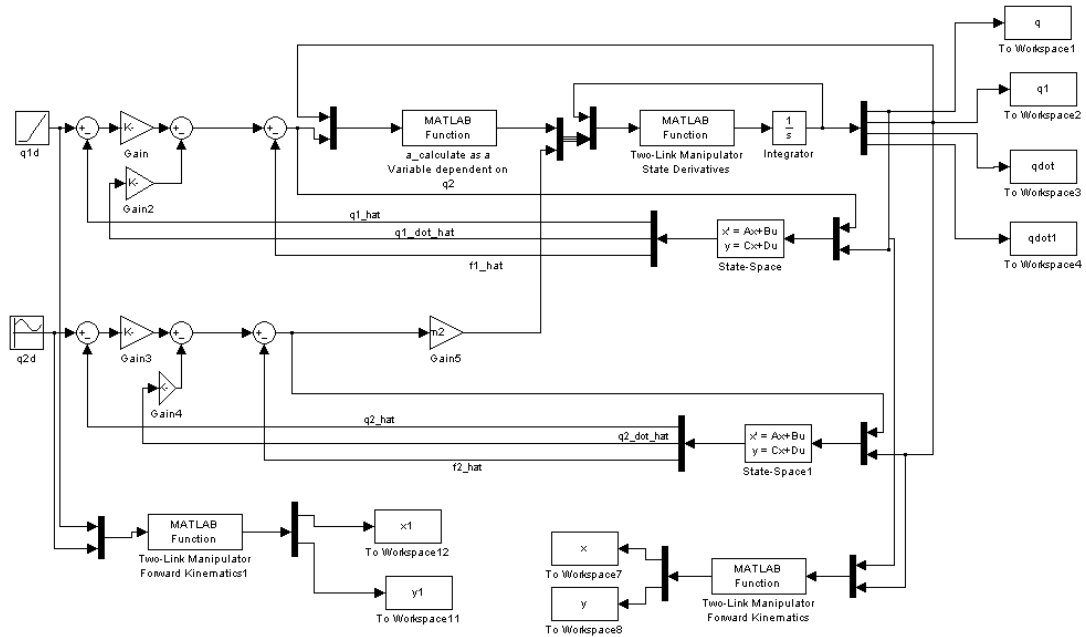 q
To Workspace1
q1
To Workspace2
qdot
To Workspace3
qdot1
To Workspace4
q1d
K-
Gain
K-
Gain2
MATLAB
Function
a_calculate as a
Variable dependent on
q2
MATLAB
Function
Two-Link Manipulator
State Derivatives
1
s
Integrator
q1_hat
q1_dot_hat
f1_hat
x' = Ax+Bu
y = Cx+Du
State-Space
q2d
K-
Gain3
K-
Gain4
m2
Gain5
q2_hat
q2_dot_hat
f2_hat
x' = Ax+Bu
y = Cx+Du
State-Space1
MATLAB
Function
Two-Link Manipulator
Forward Kinematics1
x1
To Workspace12
y1
To Workspace11
x
To Workspace7
y
To Workspace8
MATLAB
Function
Two-Link Manipulator
Forward Kinematics